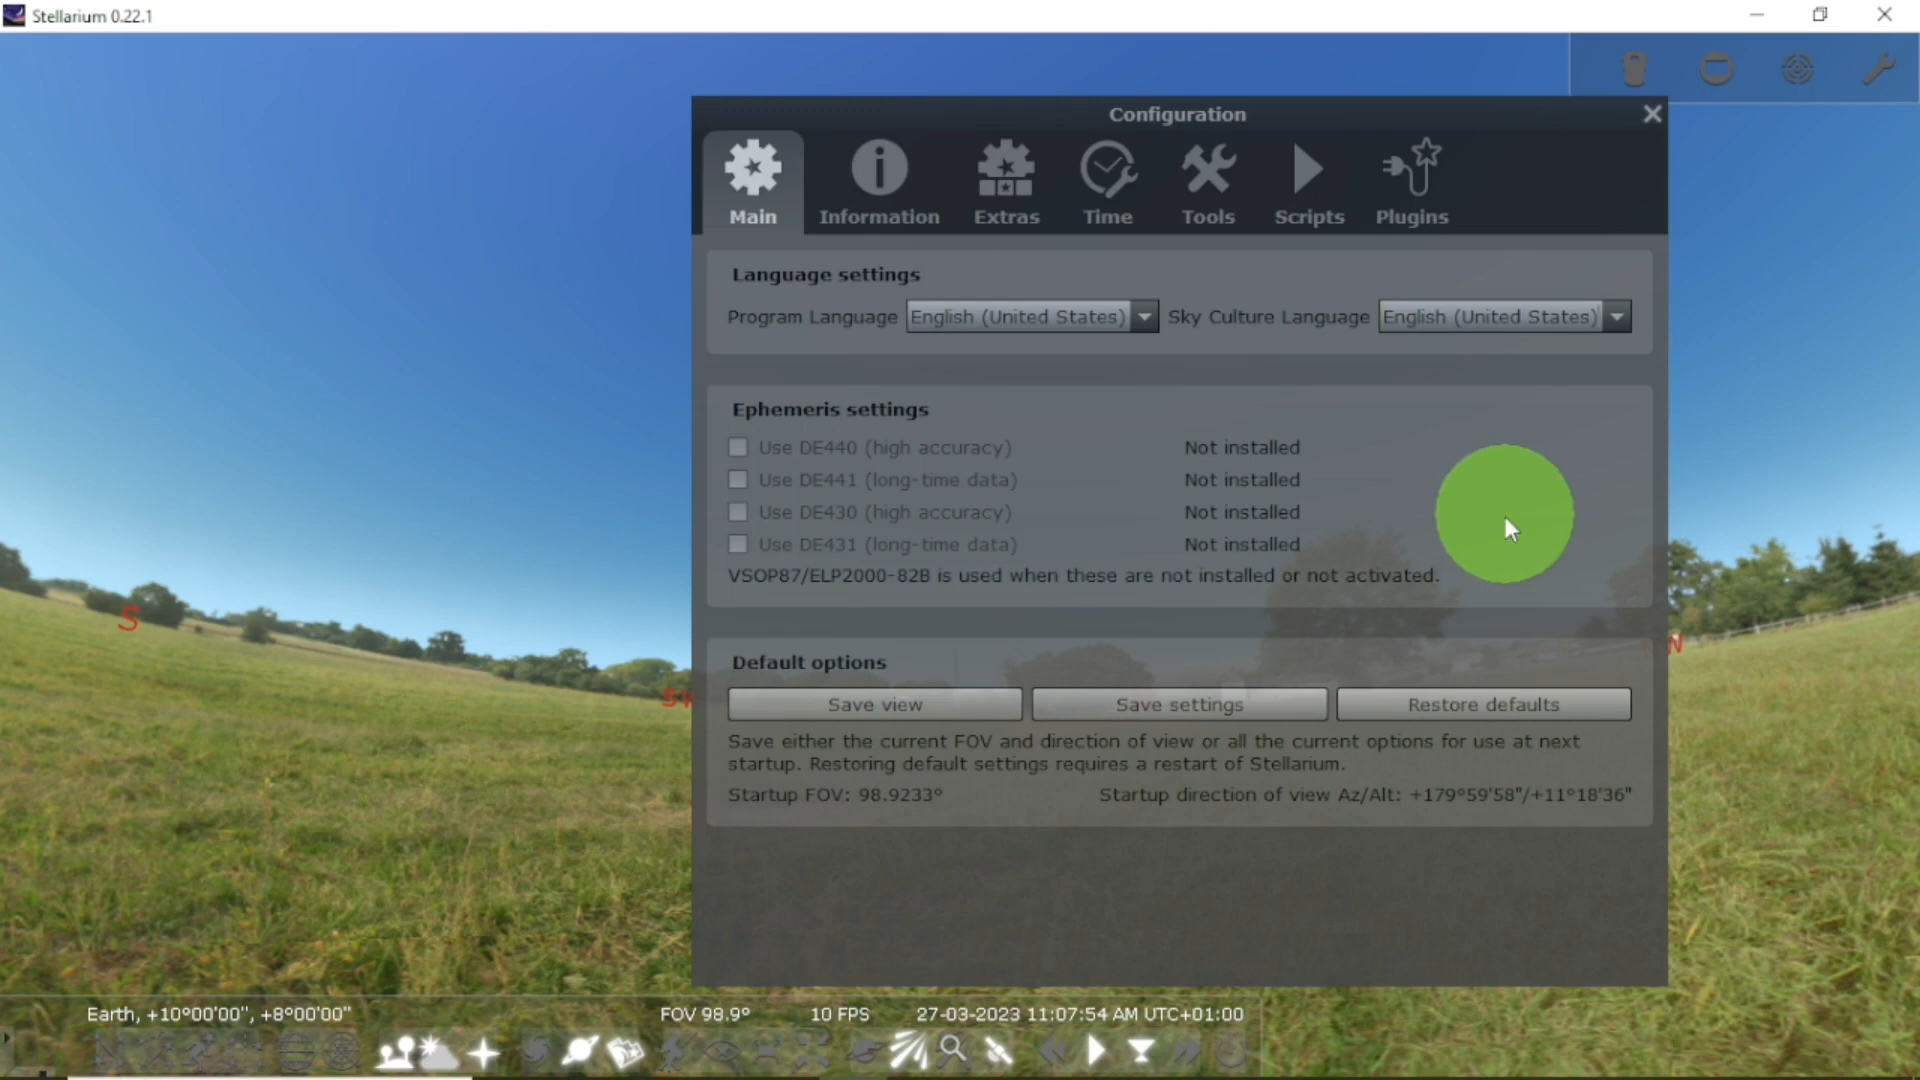 Stellarium 0.22.1
Configuration
Main Information Extras Time Tools Scripts Plugins
Language settings
Program Language English (United States) Sky Culture Language English (United States)
Ephemeris settings
Use DE440 (high accuracy) Not installed
Use DE441 (long-time data) Not installed
Use DE430 (high accuracy) Not installed
Use DE431 (long-time data) Not installed
VSOP87/ELP2000-82B is used when these are not installed or not activated.
S
Default options
Save view Save settings Restore defaults
Save either the current FOV and direction of view or all the current options for use at next
startup. Restoring default settings requires a restart of Stellarium.
Startup FOV: 98.9233° Startup direction of view Az/Alt: +179°59'58"/+11°18'36"
Earth, +10°00'00", +8°00'00" FOV 98.9° 10 FPS 27-03-2023 11:07:54 AM UTC+01:00